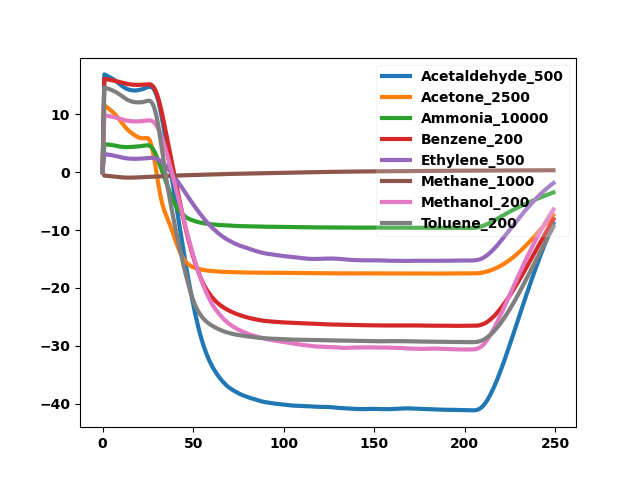 Acetaldehyde_500
Acetone_2500
Ammonia_10000
Benzene_200
Ethylene_500
Methane_1000
Methanol_200
Toluene_200
10
0
−10
−20
−30
−40
0 50 100 150 200 250